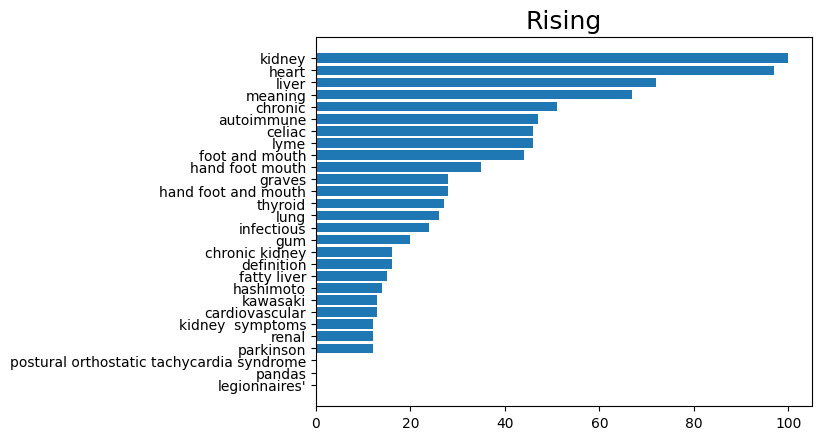 Rising
kidney
heart
liver
meaning
chronic
autoimmune
celiac
lyme
foot and mouth
hand foot mouth
graves
hand foot and mouth
thyroid
lung
infectious
gum
chronic kidney
definition
fatty liver
hashimoto
kawasaki
cardiovascular
kidney  symptoms
renal
parkinson
postural orthostatic tachycardia syndrome
pandas
legionnaires'
0 20 40 60 80 100